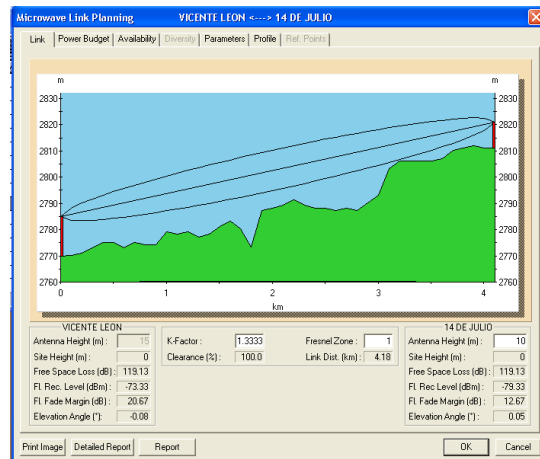 Microwave Link Planning VICENTE LEON <---> 14 DE JULIO
Link Power Budget Availability Diversity Parameters Profile Ref. Points
m m
2830 2830
2820 2820
2810 2810
2800 2800
2790 2790
2780 2780
2770 2770
2760 2760
0 1 2 3 4
km
VICENTE LEON 14 DE JULIO
Antenna Height (m) : 15 K-Factor : 1.3333 Fresnel Zone : 1 Antenna Height (m) : 10
Site Height (m) : 0 Clearance (%) : 100.0 Link Dist. (km) : 4.18 Site Height (m) : 0
Free Space Loss (dB) : 119.13 Free Space Loss (dB) : 119.13
Fl. Rec. Level (dBm) : -73.33 Fl. Rec. Level (dBm) : -79.33
Fl. Fade Margin (dB) : 20.67 Fl. Fade Margin (dB) : 12.67
Elevation Angle (°): -0.08 Elevation Angle (°): 0.05
Print Image Detailed Report Report OK Cancel